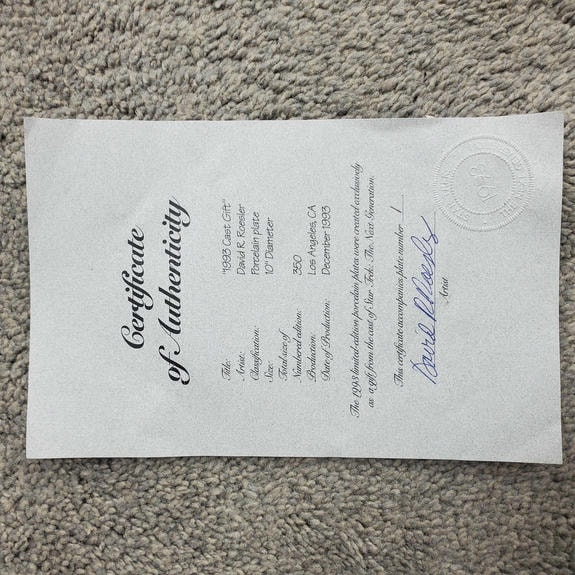 Certificate
of Authenticity
Title: "1993 Cast Gift"
Artist: David R. Roesler
Classification: Porcelain plate
Size: 10" Diameter
Total size of
Numbered edition: 350
Production: Los Angeles, CA
Date of Production: December 1993
The 1993 limited-edition porcelain plates were created exclusively
as a gift from the cast of Star Trek: The Next Generation.
This certificate accompanies plate number 1
David R Roesler
Artist